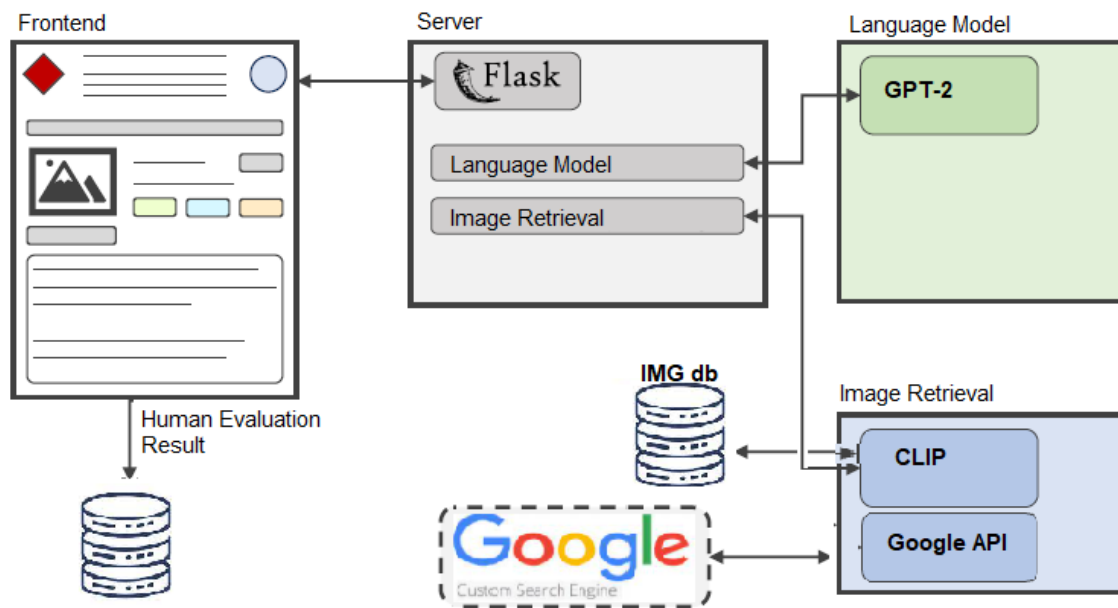 Frontend
Server
Language Model
Flask
GPT-2
Language Model
Image Retrieval
IMG db
Image Retrieval
Human Evaluation
Result
CLIP
Google
Custom Search Engine
Google API